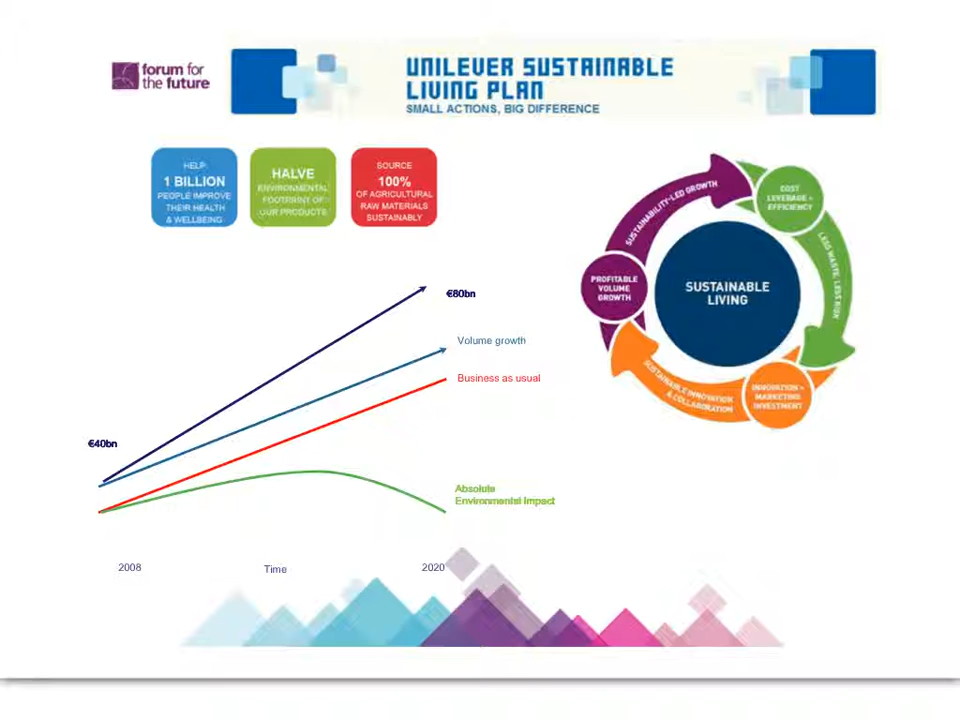 forum for
the future
UNILEVER SUSTAINABLE
LIVING PLAN
SMALL ACTIONS, BIG DIFFERENCE
HELP
1 BILLION
PEOPLE IMPROVE
THEIR HEALTH
& WELLBEING
HALVE
ENVIRONMENTAL
FOOTPRINT OF
OUR PRODUCTS
SOURCE
100%
OF AGRICULTURAL
RAW MATERIALS
SUSTAINABLY
SUSTAINABILITY-LED GROWTH
COST
LEVERAGE +
EFFICIENCY
LESS WASTE, LESS RISK
PROFITABLE
VOLUME
GROWTH
SUSTAINABLE
LIVING
SUSTAINABLE INNOVATION
& COLLABORATION
INNOVATION +
MARKETING
INVESTMENT
€80bn
Volume growth
Business as usual
€40bn
Absolute
Environmental Impact
2008
Time
2020